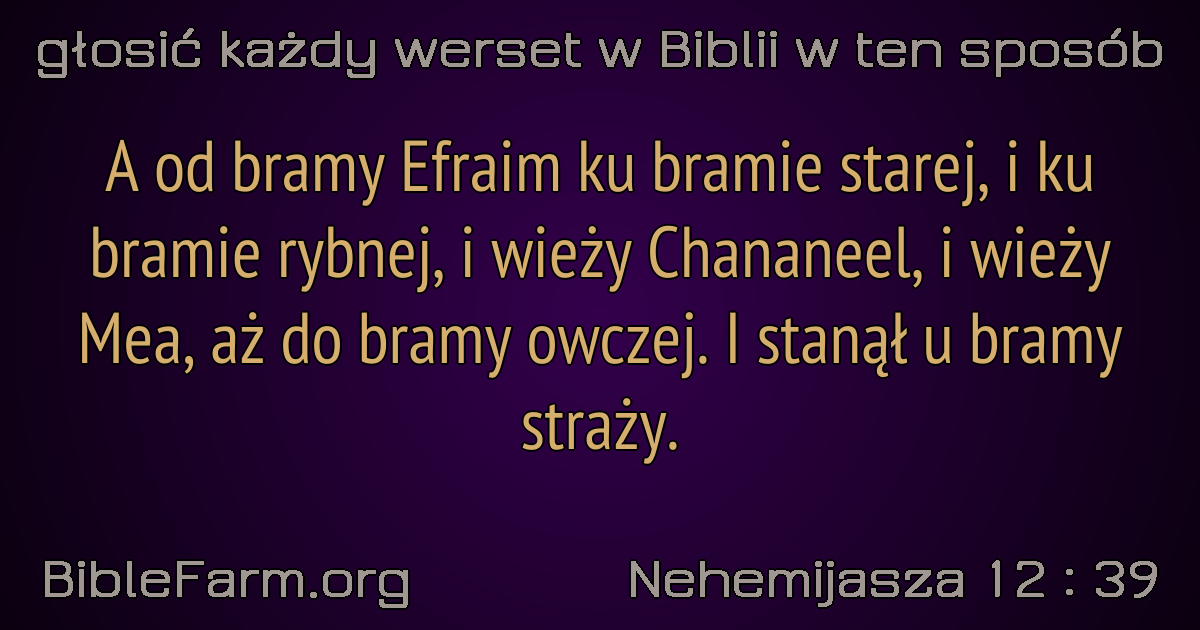 głosić każdy werset w Biblii w ten sposób
A od bramy Efraim ku bramie starej, i ku
bramie rybnej, i wieży Chananeel, i wieży
Mea, aż do bramy owczej. I stanął u bramy
straży.
BibleFarm.org
Nehemijasza 12 : 39